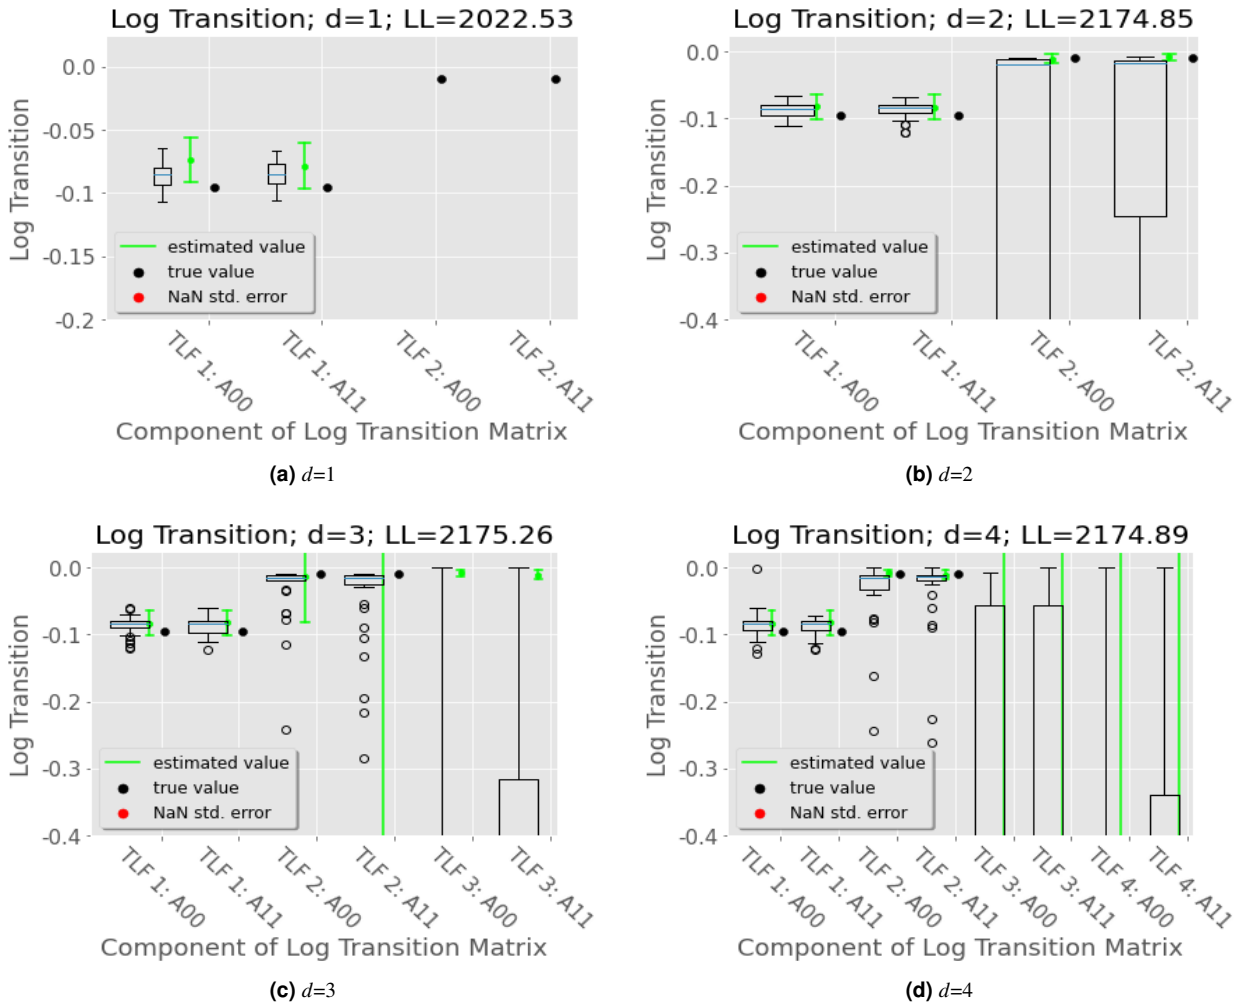 Log Transition; d=1; LL=2022.53
Log Transition
0.0
-0.05
-0.1
-0.15
-0.2
estimated value
true value
NaN std. error
TLF 1: A00
TLF 1: A11
TLF 2: A00
TLF 2: A11
Component of Log Transition Matrix
(a) d=1
Log Transition; d=2; LL=2174.85
Log Transition
0.0
-0.1
-0.2
-0.3
-0.4
estimated value
true value
NaN std. error
TLF 1: A00
TLF 1: A11
TLF 2: A00
TLF 2: A11
Component of Log Transition Matrix
(b) d=2
Log Transition; d=3; LL=2175.26
Log Transition
0.0
-0.1
-0.2
-0.3
-0.4
estimated value
true value
NaN std. error
TLF 1: A00
TLF 1: A11
TLF 2: A00
TLF 2: A11
TLF 3: A00
TLF 3: A11
Component of Log Transition Matrix
(c) d=3
Log Transition; d=4; LL=2174.89
Log Transition
0.0
-0.1
-0.2
-0.3
-0.4
estimated value
true value
NaN std. error
TLF 1: A00
TLF 1: A11
TLF 2: A00
TLF 2: A11
TLF 3: A00
TLF 3: A11
TLF 4: A00
TLF 4: A11
Component of Log Transition Matrix
(d) d=4